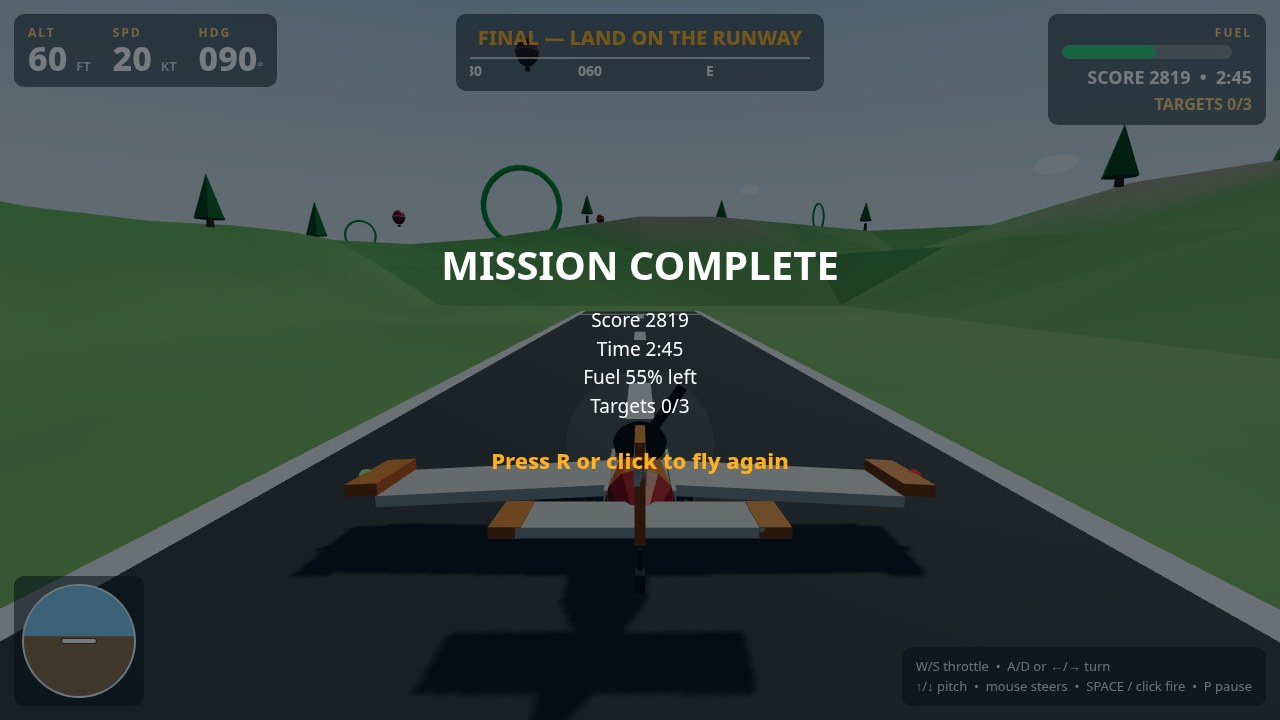 ALT SPD HDG
60 FT 20 KT 090°
FINAL — LAND ON THE RUNWAY
060 E
FUEL
SCORE 2819 • 2:45
TARGETS 0/3
MISSION COMPLETE
Score 2819
Time 2:45
Fuel 55% left
Targets 0/3
Press R or click to fly again
W/S throttle • A/D or ←/→ turn
↑/↓ pitch • mouse steers • SPACE / click fire • P pause